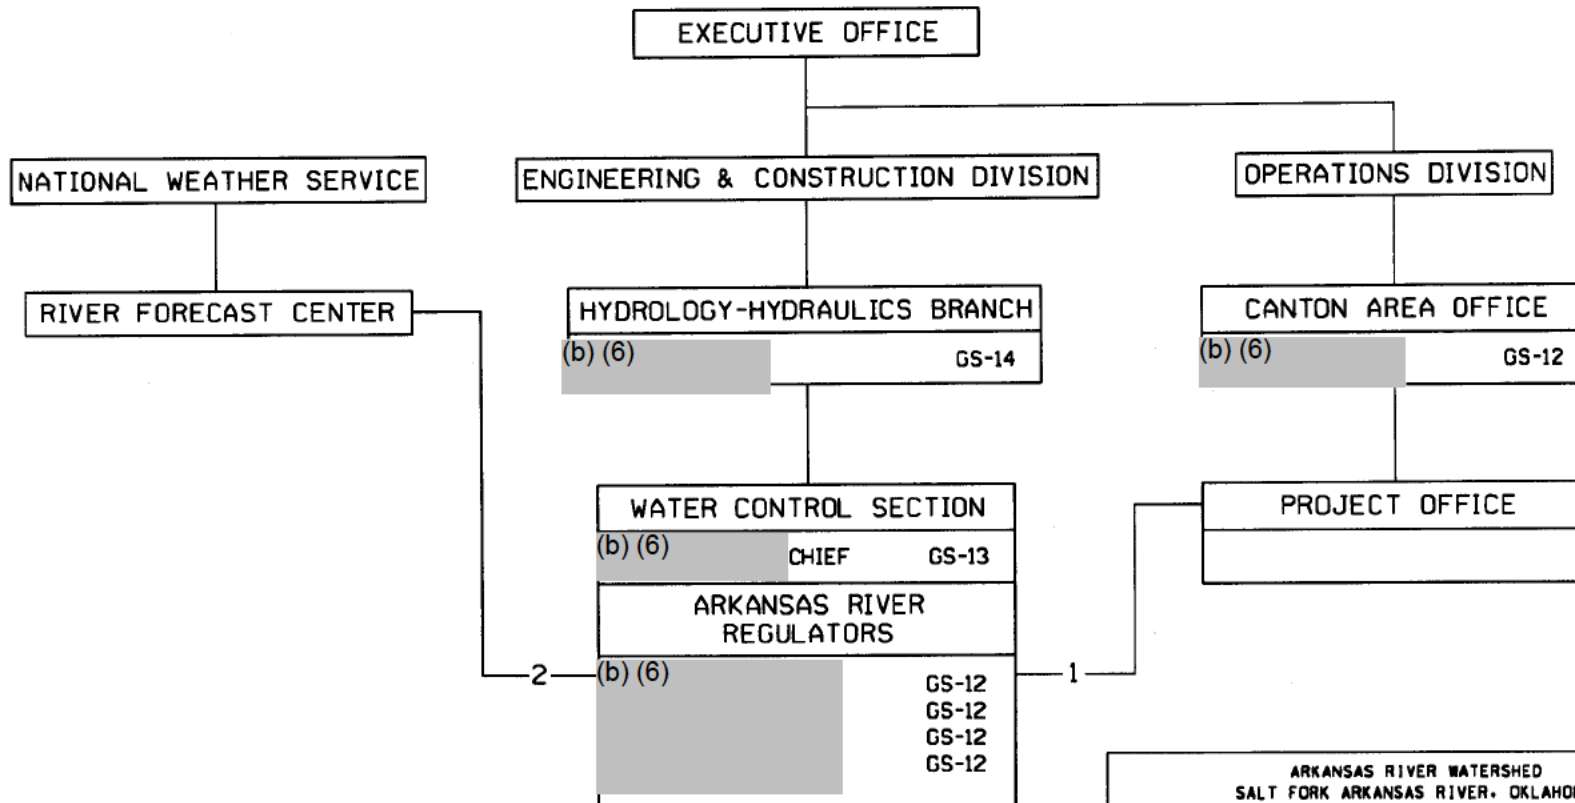 EXECUTIVE OFFICE
NATIONAL WEATHER SERVICE
ENGINEERING & CONSTRUCTION DIVISION
OPERATIONS DIVISION
RIVER FORECAST CENTER
HYDROLOGY-HYDRAULICS BRANCH
(b) (6) GS-14
CANTON AREA OFFICE
(b) (6) GS-12
WATER CONTROL SECTION
(b) (6) CHIEF GS-13
PROJECT OFFICE
ARKANSAS RIVER
REGULATORS
2
(b) (6) GS-12
GS-12
GS-12
GS-12
1
ARKANSAS RIVER WATERSHED
SALT FORK ARKANSAS RIVER, OKLAHO